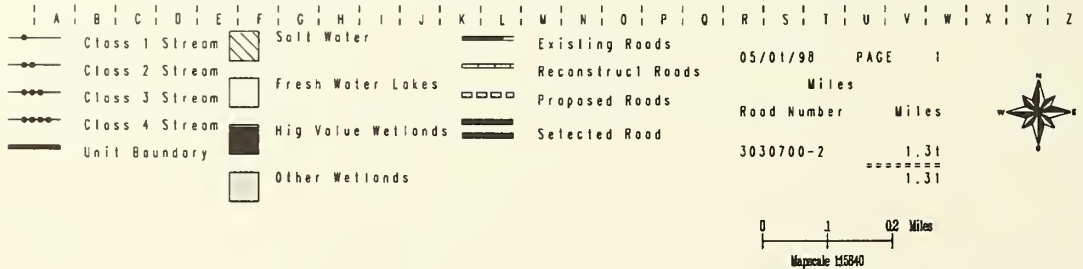 A B C D E F G H I J K L M N O P Q R S T U V W X Y Z
Class 1 Stream
Class 2 Stream
Class 3 Stream
Class 4 Stream
Unit Boundary
Salt Water
Fresh Water Lakes
Hig Value Wetlands
Other Wetlands
Existing Roads
Reconstruct Roads
Proposed Roads
Selected Road
05/01/98 PAGE 1
Miles
Road Number Miles
3030700-2 1.31
==========
1.31
N
W E
S
0 .1 0.2 Miles
Mapscale 1:15840